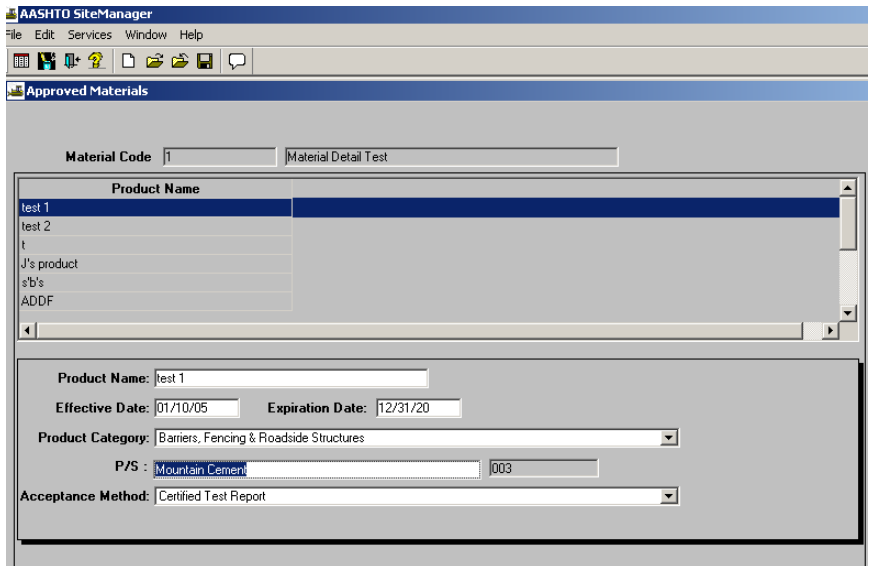 AASHTO SiteManager
File Edit Services Window Help
Approved Materials
Material Code 1 Material Detail Test
Product Name
test 1
test 2
t
J's product
s'b's
ADDF
Product Name: test 1
Effective Date: 01/10/05 Expiration Date: 12/31/20
Product Category: Barriers, Fencing & Roadside Structures
P/S : Mountain Cement 003
Acceptance Method: Certified Test Report